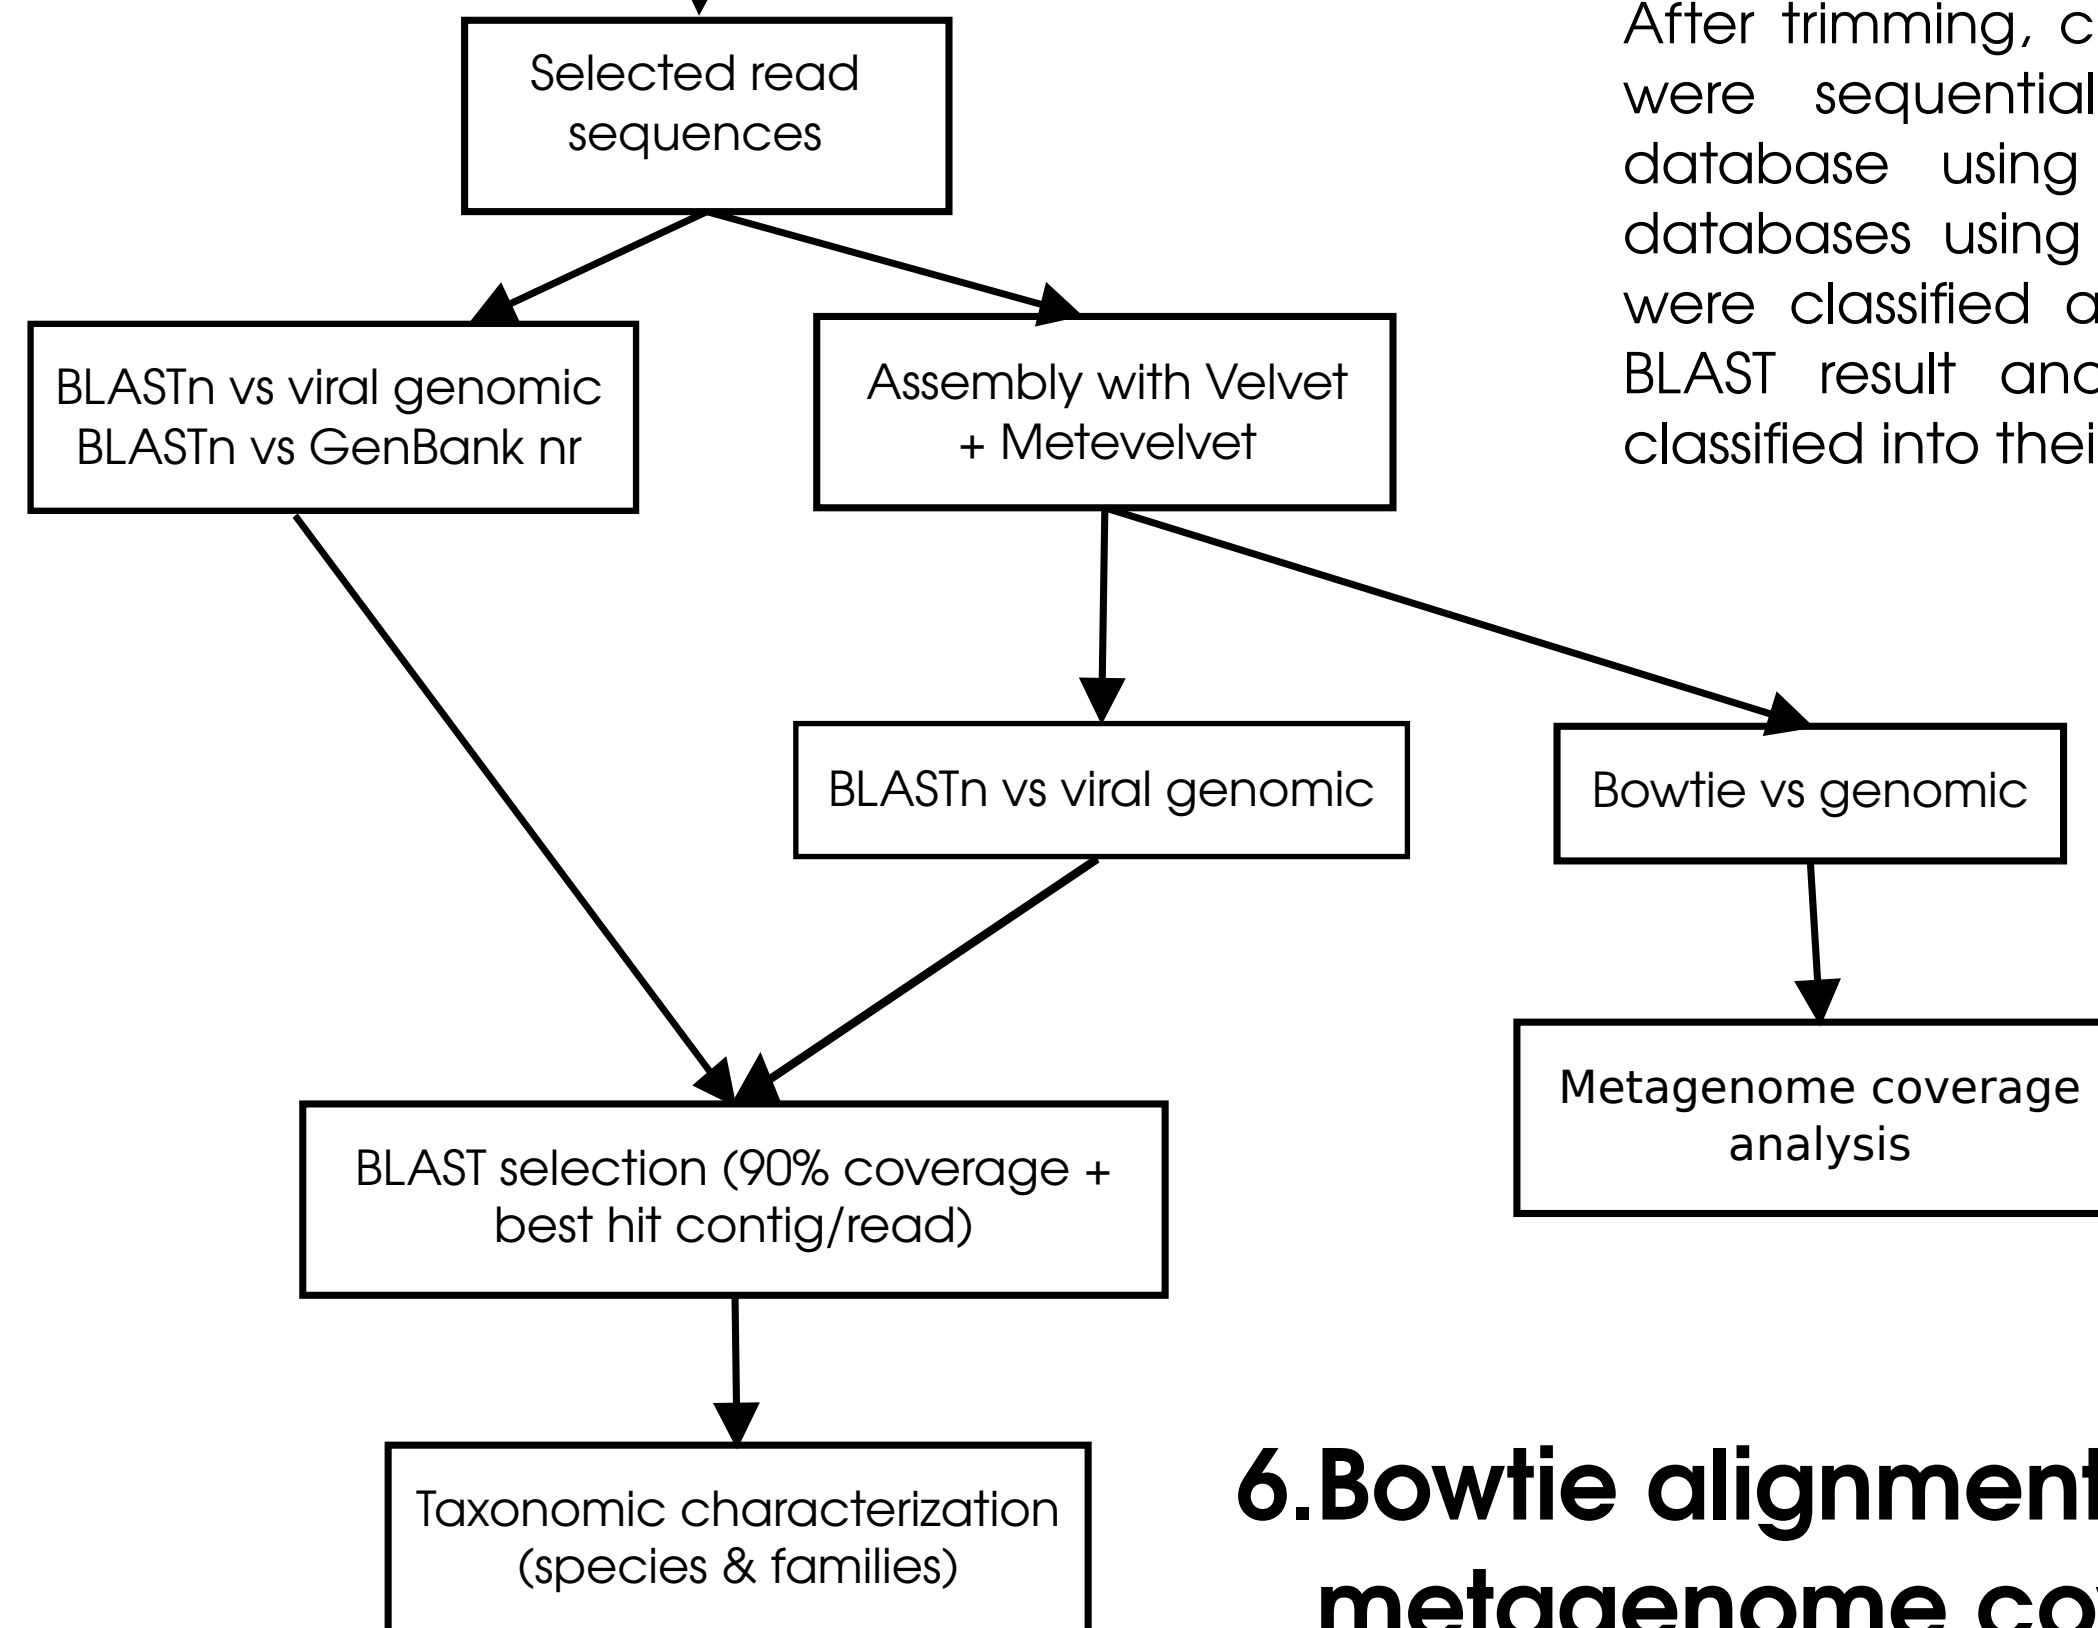 Selected read
sequences
BLASTn vs viral genomic
BLASTn vs GenBank nr
Assembly with Velvet
+ Metevelvet
BLASTn vs viral genomic
Bowtie vs genomic
Metagenome coverage
analysis
BLAST selection (90% coverage +
best hit contig/read)
Taxonomic characterization
(species & families)
After trimming,
were sequential
database using
databases using
were classified
BLAST result
classified into
6.Bowtie alignment
metagenome